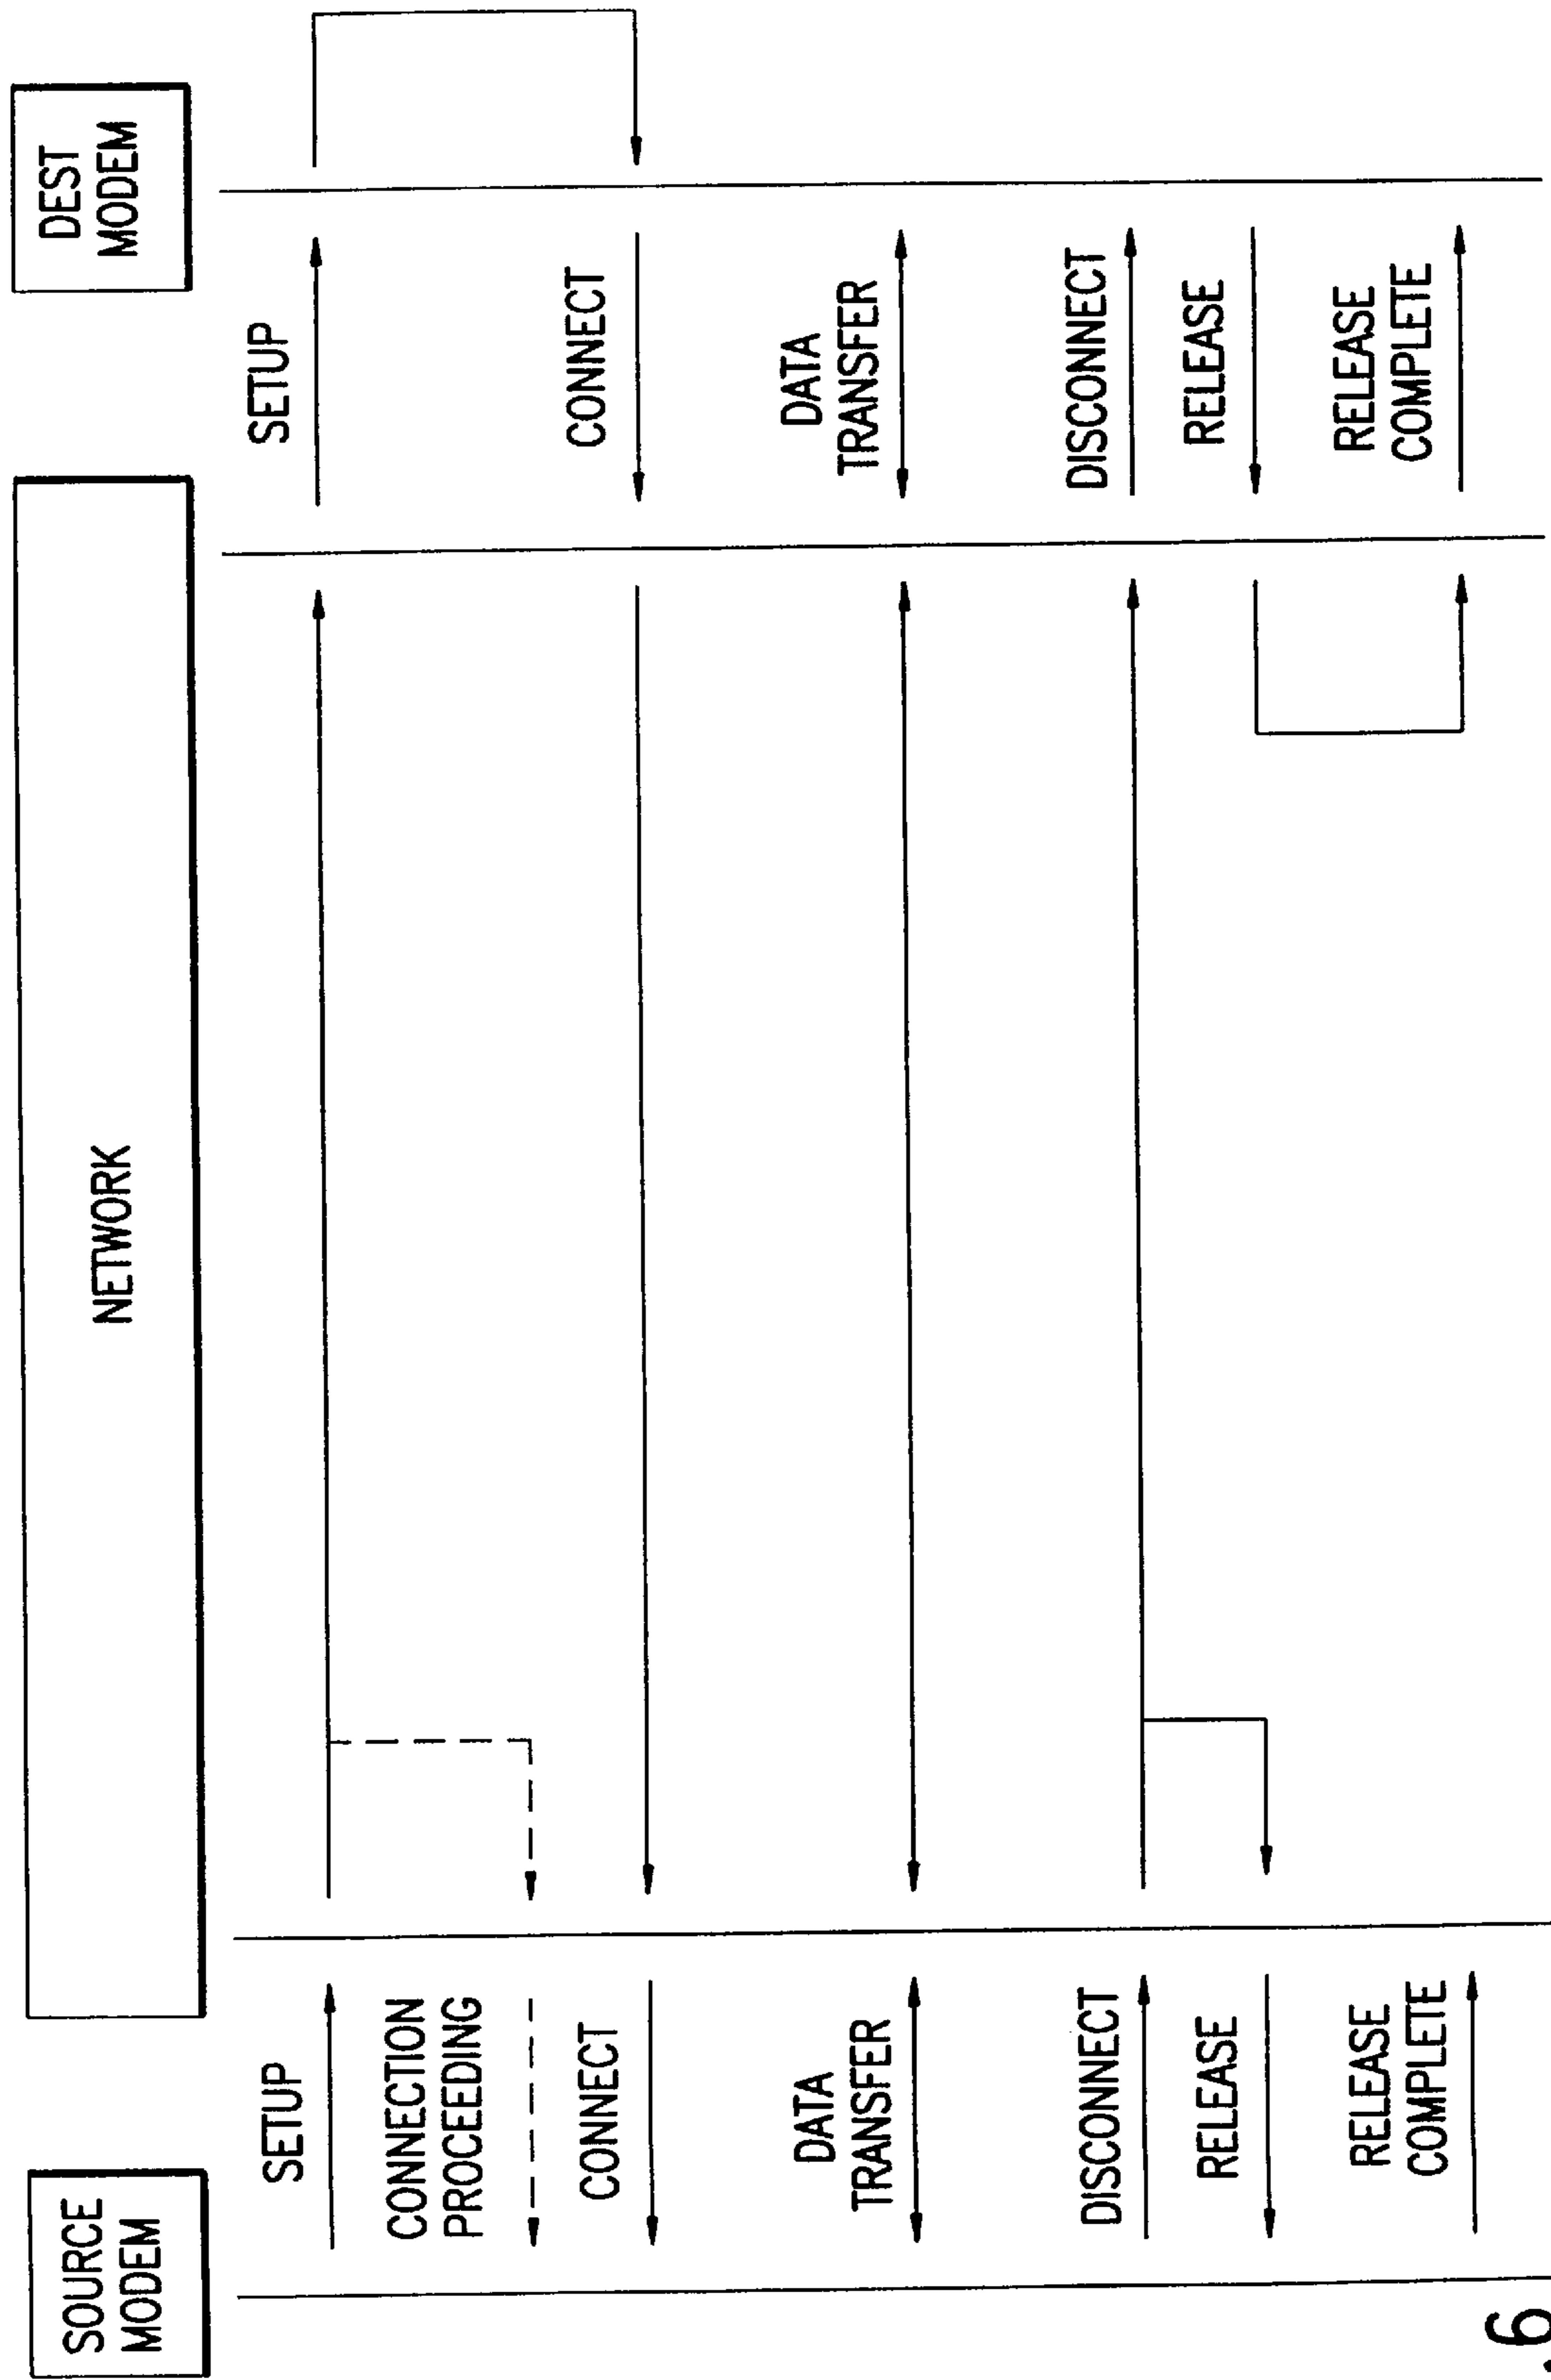 SOURCE
MODEM
NETWORK
DEST
MODEM
SETUP
SETUP
CONNECTION
PROCEEDING
CONNECT
CONNECT
DATA
TRANSFER
DATA
TRANSFER
DISCONNECT
DISCONNECT
RELEASE
RELEASE
RELEASE
COMPLETE
RELEASE
COMPLETE
.6